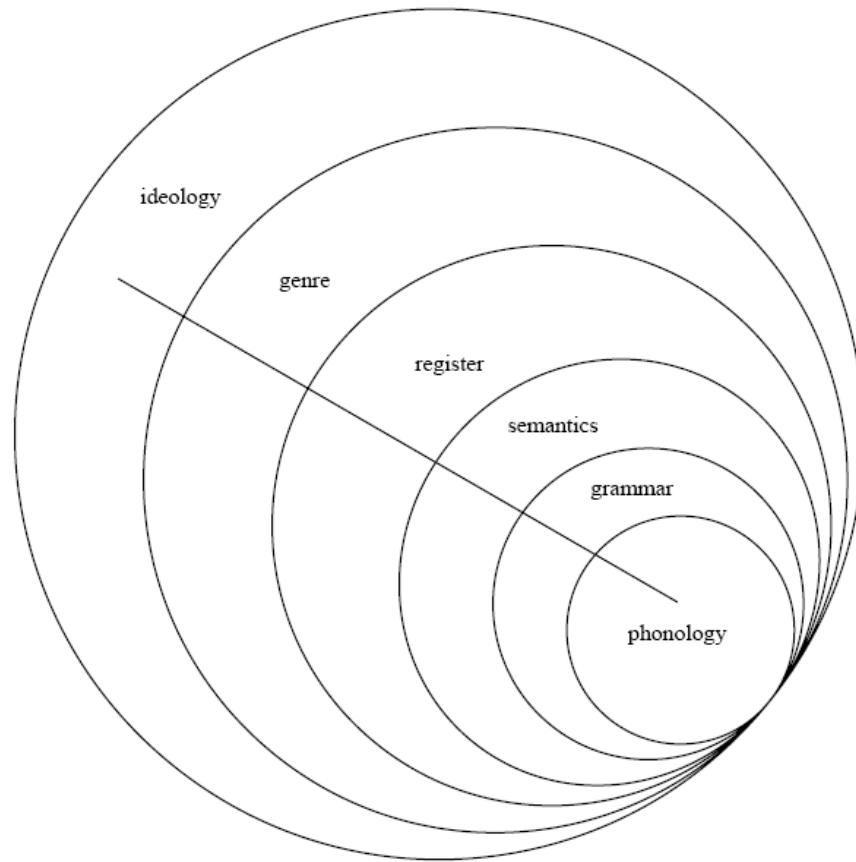 ideology
genre
register
semantics
grammar
phonology